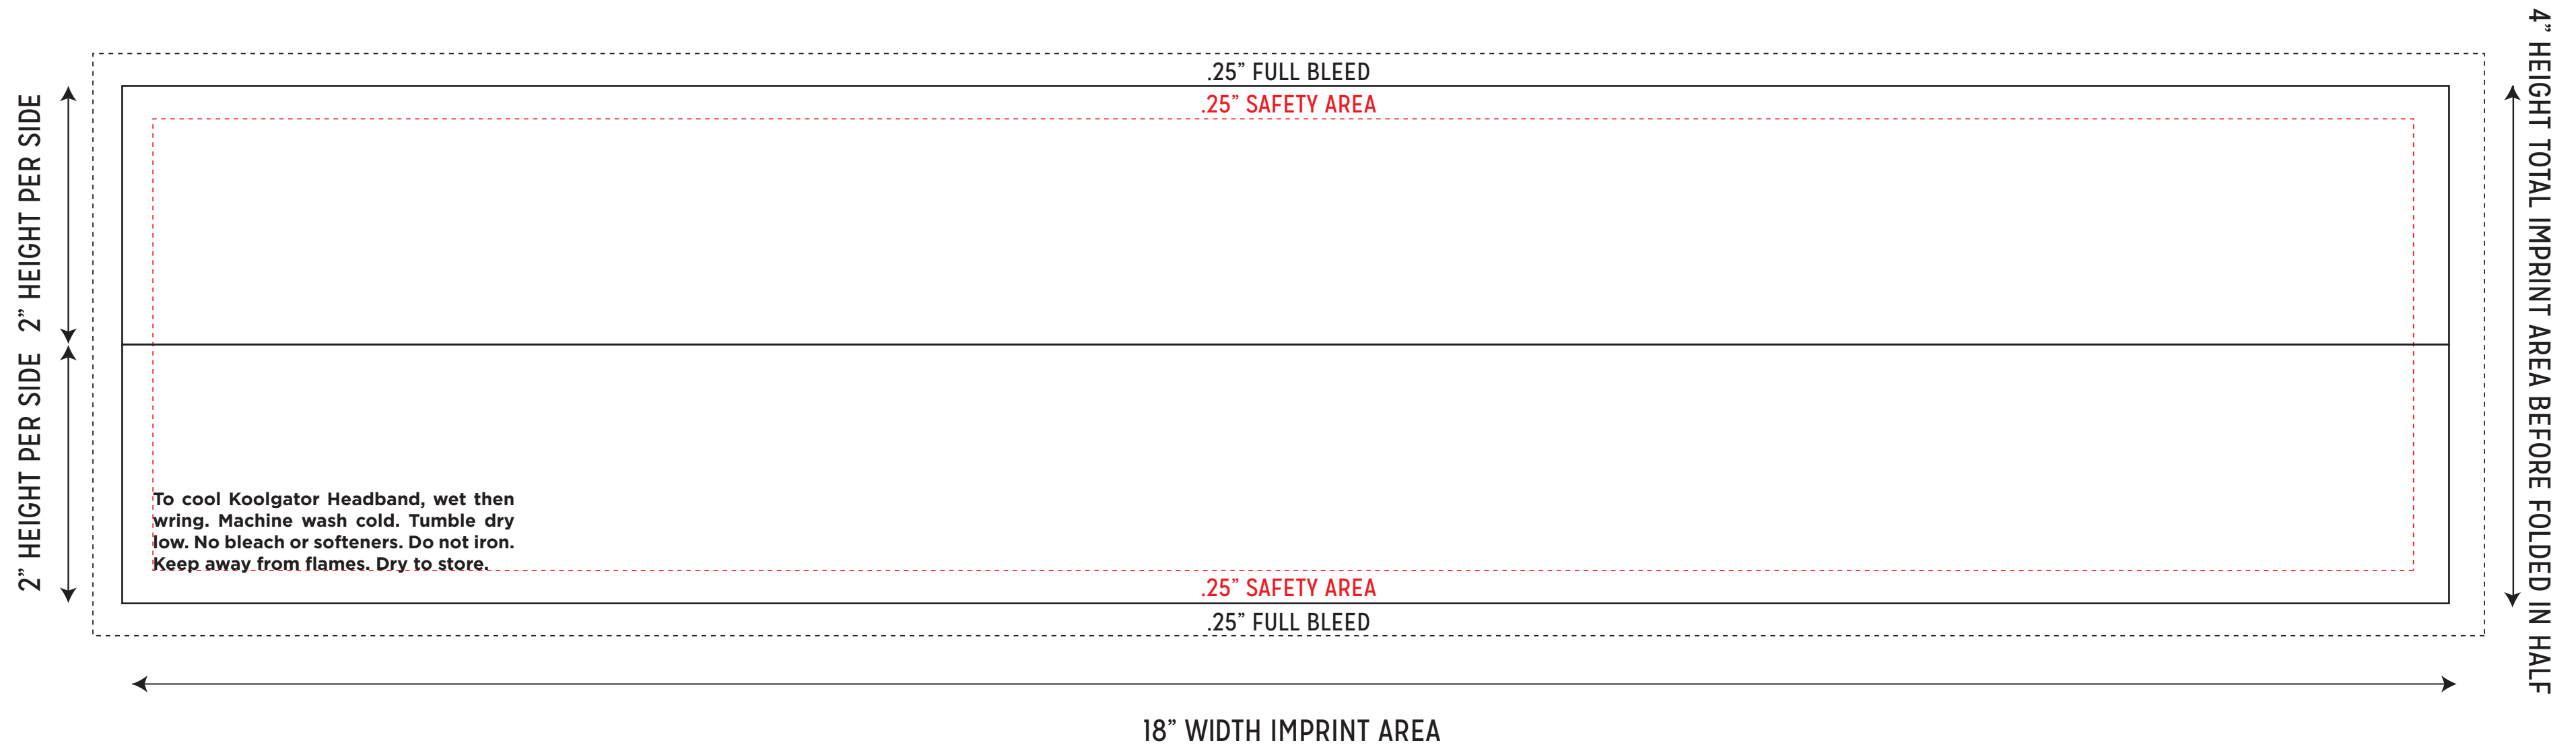 .25” FULL BLEED
.25” SAFETY AREA
2” HEIGHT PER SIDE
2” HEIGHT PER SIDE
4” HEIGHT TOTAL IMPRINT AREA BEFORE FOLDED IN HALF
To cool Koolgator Headband, wet then
wring. Machine wash cold. Tumble dry
low. No bleach or softeners. Do not iron.
Keep away from flames. Dry to store.
.25” SAFETY AREA
.25” FULL BLEED
18” WIDTH IMPRINT AREA